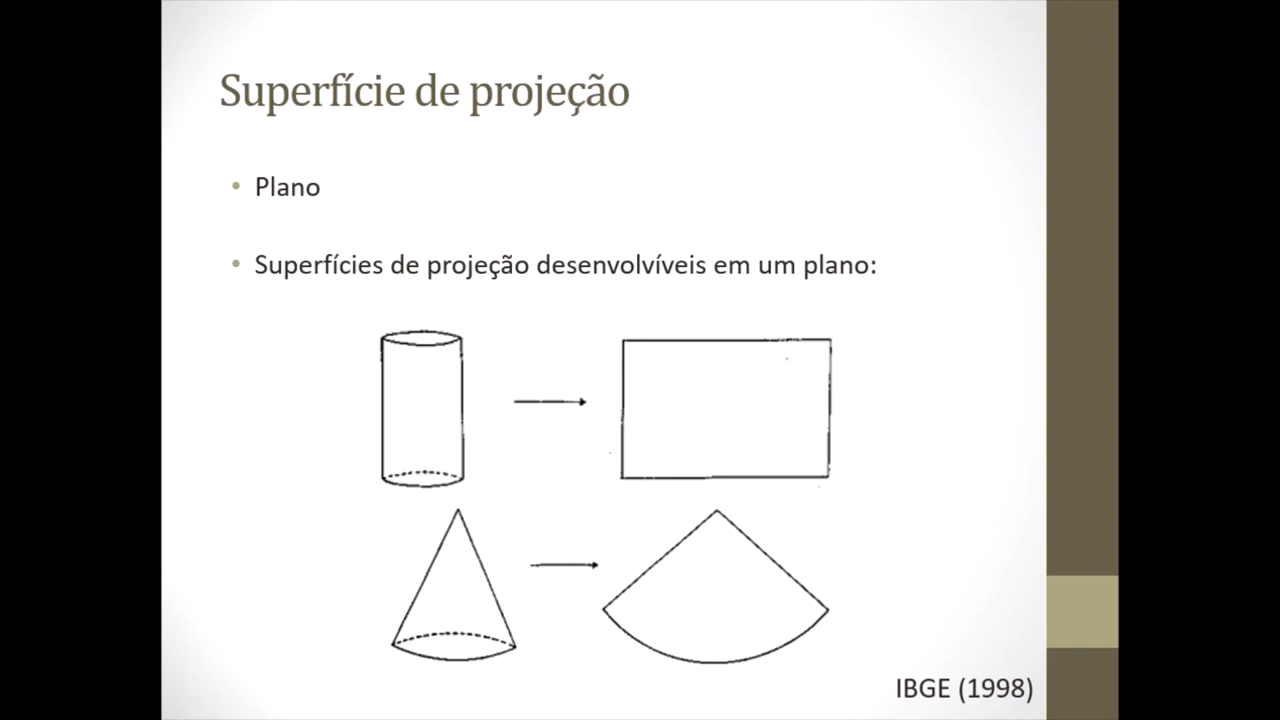 Superfície de projeção
• Plano
• Superfícies de projeção desenvolvíveis em um plano:
IBGE (1998)